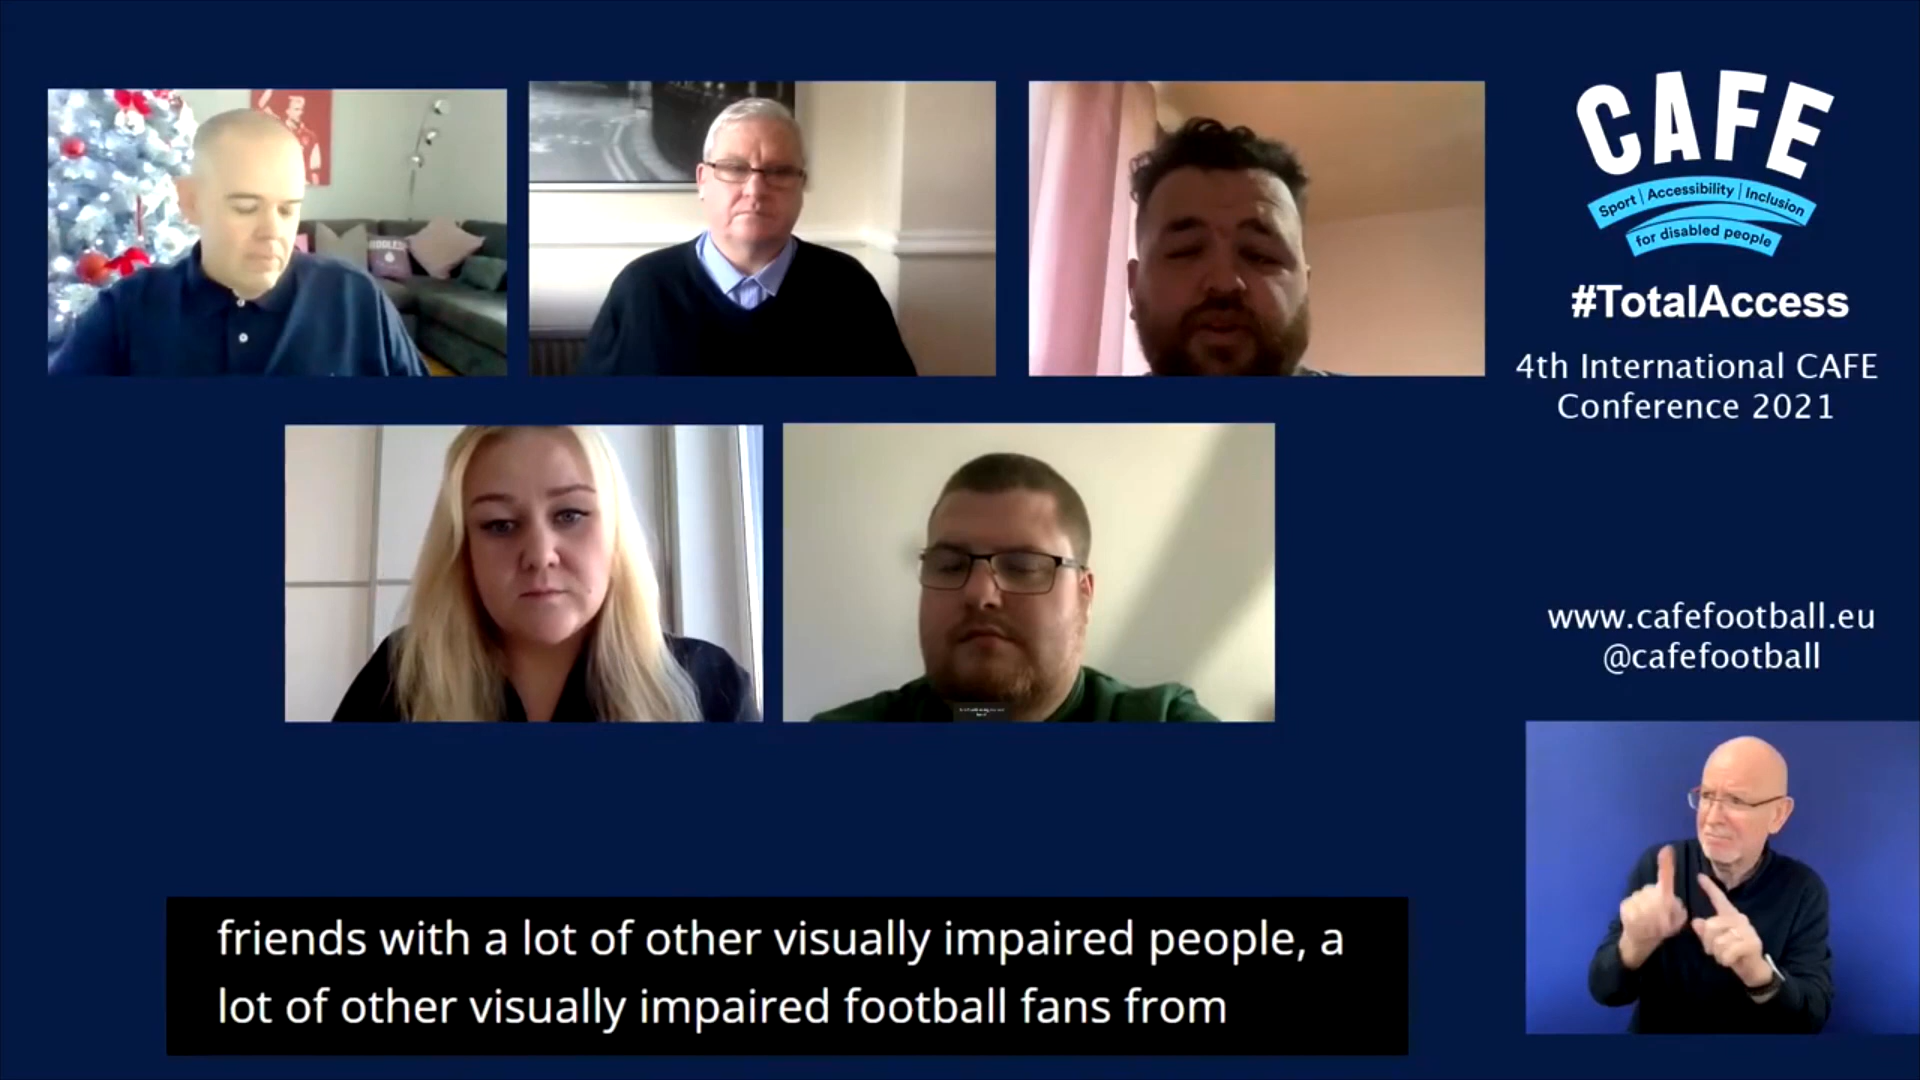 CAFE
Sport | Accessibility | Inclusion
for disabled people
#TotalAccess
4th International CAFE
Conference 2021
www.cafefootball.eu
@cafefootball
friends with a lot of other visually impaired people, a
lot of other visually impaired football fans from